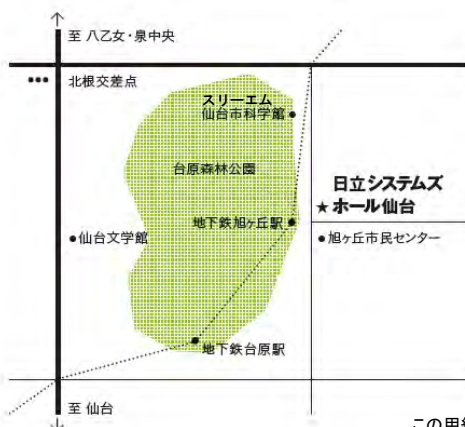 至 八乙女・泉中央
北根交差点
スリーエム
仙台市科学館
台原森林公園
日立システムズ
★ホール仙台
地下鉄旭ヶ丘駅
仙台文学館
旭ヶ丘市民センター
地下鉄台原駅
至 仙台